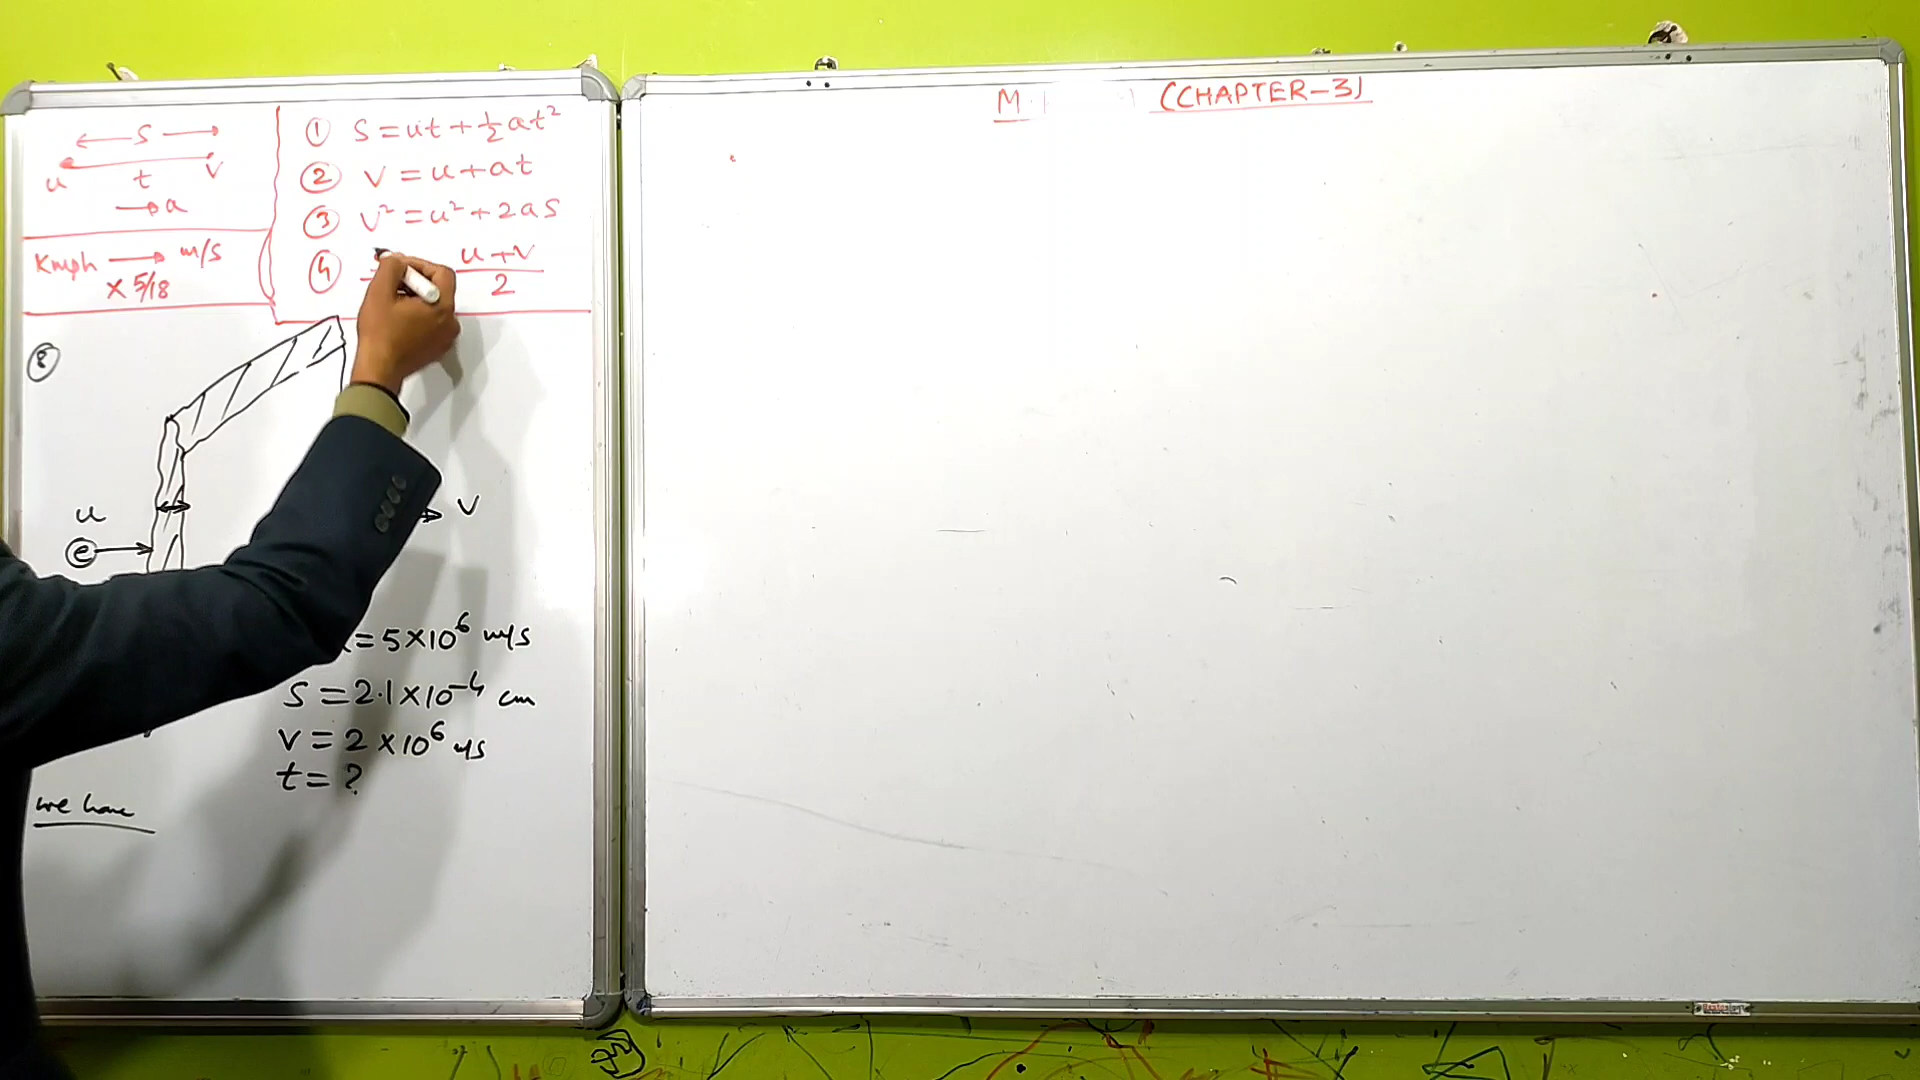 S
u t v
a
Kmph → m/s
× 5/18
① S = ut + ½at²
② V = u + at
③ V² = u² + 2as
④ u + v
2
⑧
u
e
v
= 5×10⁶ m/s
S = 2.1×10⁻⁴ cm
v = 2 ×10⁶ m/s
t = ?
we have
M
(CHAPTER-3)